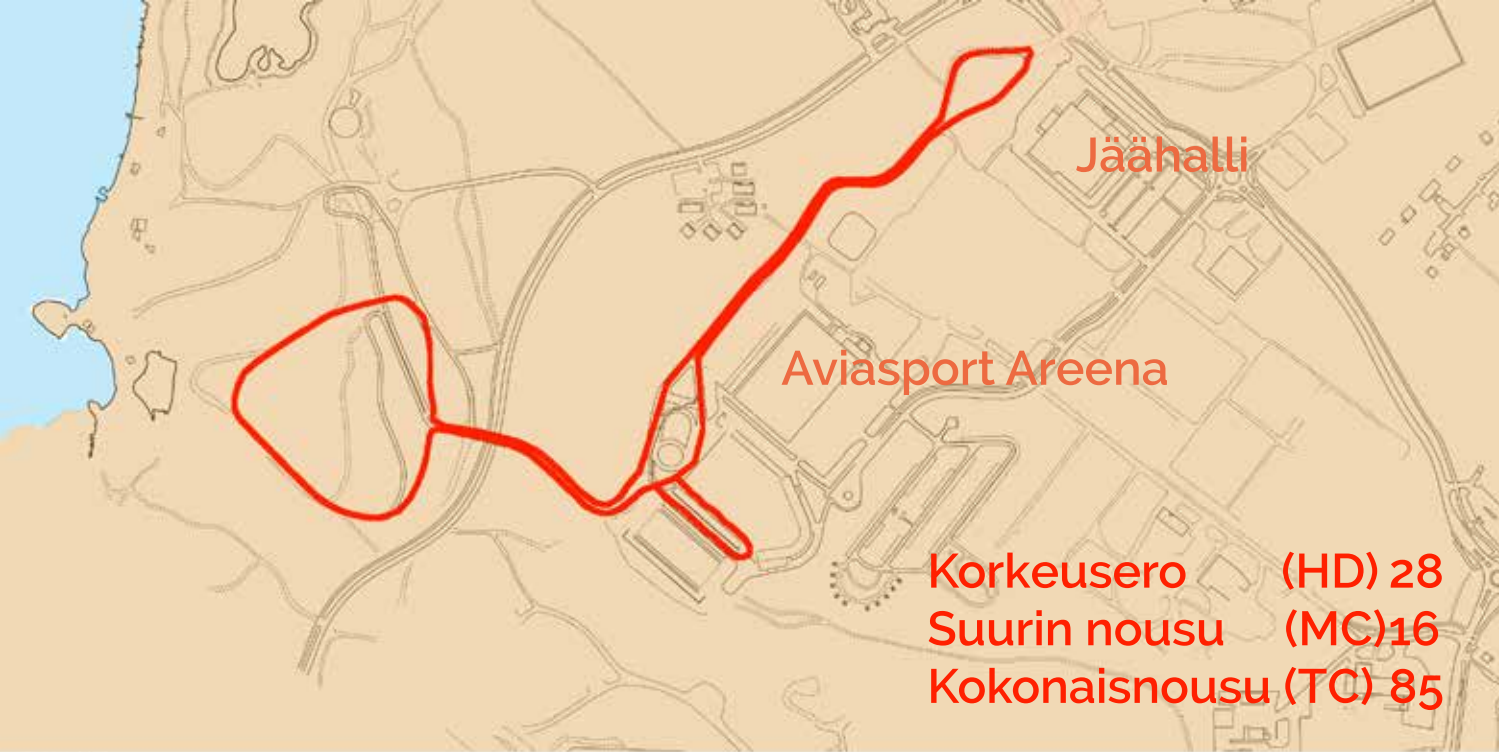 Jäähalli
Aviasport Areena
Korkeusero (HD) 28
Suurin nousu (MC)16
Kokonaisnousu (TC) 85